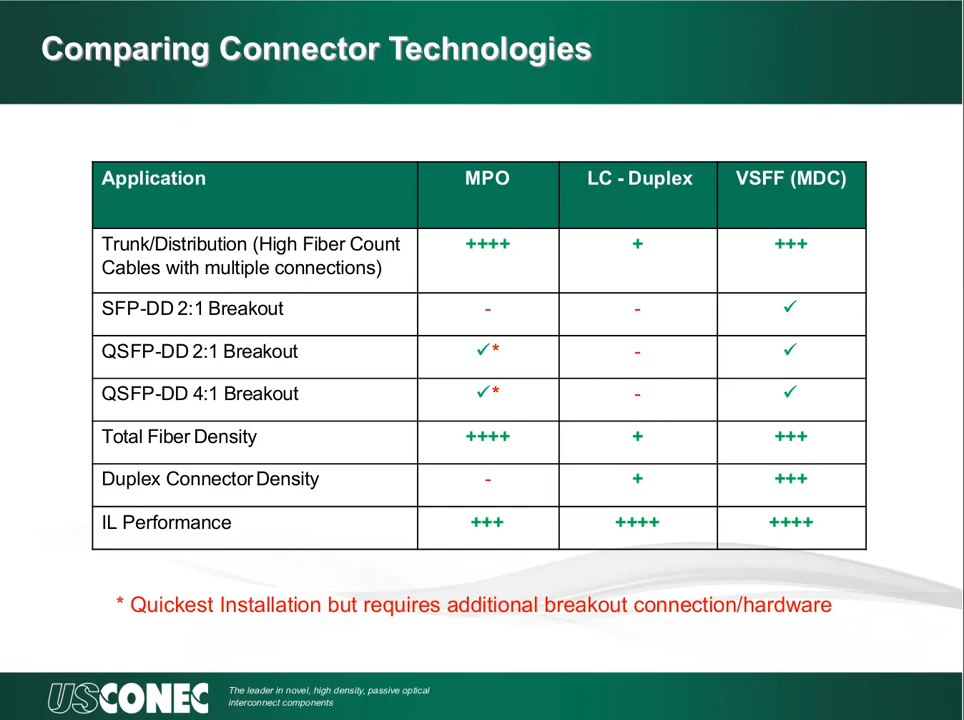 Comparing Connector Technologies
Application MPO LC - Duplex VSFF (MDC)
Trunk/Distribution (High Fiber Count ++++ + +++
Cables with multiple connections)
SFP-DD 2:1 Breakout - - ✓
QSFP-DD 2:1 Breakout ✓* - ✓
QSFP-DD 4:1 Breakout ✓* - ✓
Total Fiber Density ++++ + +++
Duplex Connector Density - + +++
IL Performance +++ ++++ ++++
* Quickest Installation but requires additional breakout connection/hardware
USCONEC
The leader in novel, high density, passive optical
interconnect components